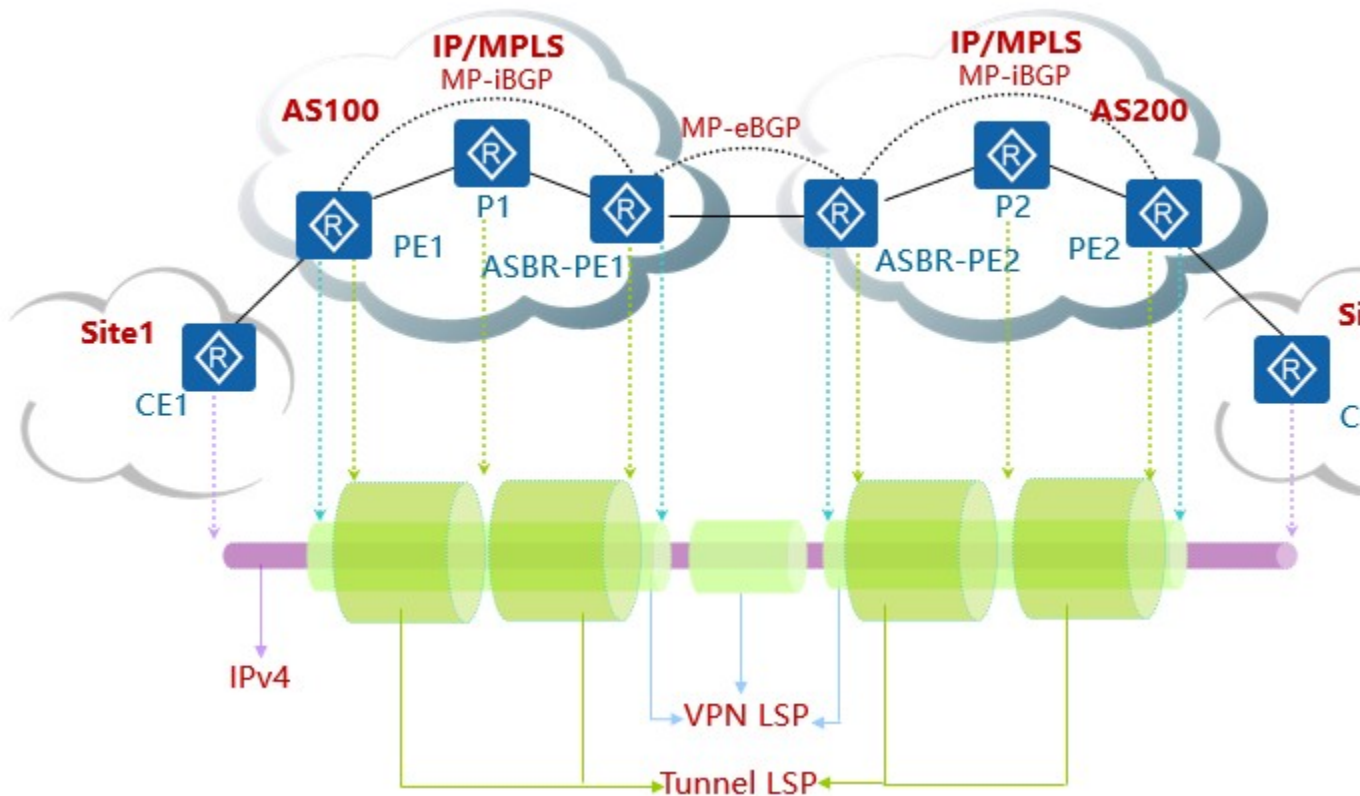 IP/MPLS
MP-iBGP
IP/MPLS
MP-iBGP
AS100
MP-eBGP
AS200
R
R
R
R
R
R
P1
P2
PE1
ASBR-PE1
ASBR-PE2
PE2
Site1
Si
R
R
CE1
C
IPv4
VPN LSP
Tunnel LSP